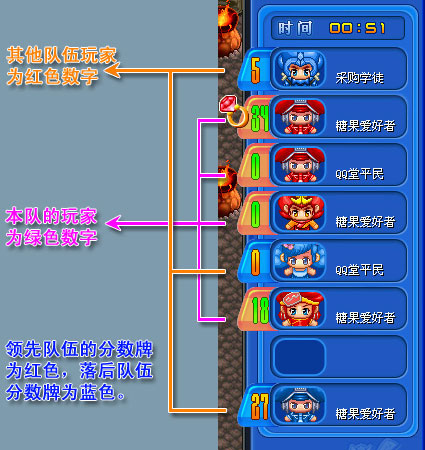 时间 00:51
其他队伍玩家
为红色数字
5 采购学徒
34 糖果爱好者
0 QQ堂平民
本队的玩家
为绿色数字
0 糖果爱好者
0 QQ堂平民
18 糖果爱好者
领先队伍的分数牌
为红色，落后队伍
分数牌为蓝色。
27 糖果爱好者